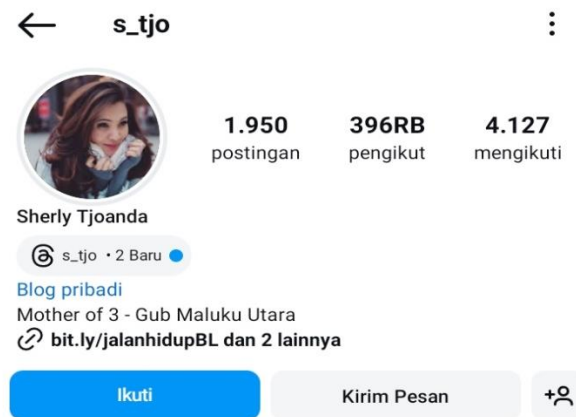 s_tjo
1.950 396RB 4.127
postingan pengikut mengikuti
Sherly Tjoanda
s_tjo • 2 Baru
Blog pribadi
Mother of 3 - Gub Maluku Utara
bit.ly/jalanhidupBL dan 2 lainnya
Ikuti Kirim Pesan